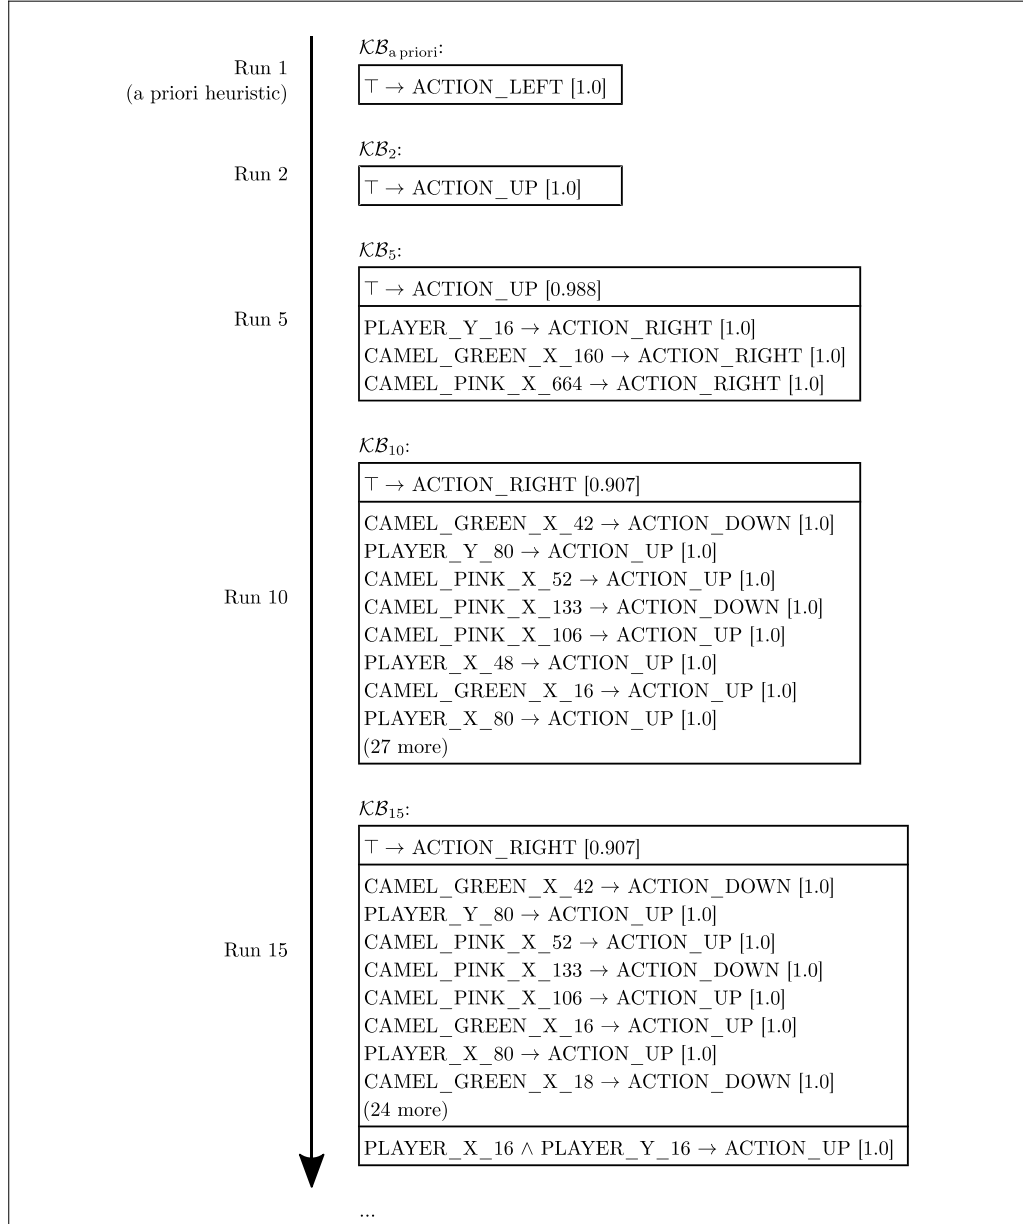 𝒦ℬ_a priori:
Run 1
(a priori heuristic)
⊤ → ACTION_LEFT [1.0]
𝒦ℬ₂:
Run 2
⊤ → ACTION_UP [1.0]
𝒦ℬ₅:
⊤ → ACTION_UP [0.988]
Run 5
PLAYER_Y_16 → ACTION_RIGHT [1.0]
CAMEL_GREEN_X_160 → ACTION_RIGHT [1.0]
CAMEL_PINK_X_664 → ACTION_RIGHT [1.0]
𝒦ℬ₁₀:
⊤ → ACTION_RIGHT [0.907]
CAMEL_GREEN_X_42 → ACTION_DOWN [1.0]
PLAYER_Y_80 → ACTION_UP [1.0]
CAMEL_PINK_X_52 → ACTION_UP [1.0]
Run 10
CAMEL_PINK_X_133 → ACTION_DOWN [1.0]
CAMEL_PINK_X_106 → ACTION_UP [1.0]
PLAYER_X_48 → ACTION_UP [1.0]
CAMEL_GREEN_X_16 → ACTION_UP [1.0]
PLAYER_X_80 → ACTION_UP [1.0]
(27 more)
𝒦ℬ₁₅:
⊤ → ACTION_RIGHT [0.907]
CAMEL_GREEN_X_42 → ACTION_DOWN [1.0]
PLAYER_Y_80 → ACTION_UP [1.0]
CAMEL_PINK_X_52 → ACTION_UP [1.0]
Run 15
CAMEL_PINK_X_133 → ACTION_DOWN [1.0]
CAMEL_PINK_X_106 → ACTION_UP [1.0]
CAMEL_GREEN_X_16 → ACTION_UP [1.0]
PLAYER_X_80 → ACTION_UP [1.0]
CAMEL_GREEN_X_18 → ACTION_DOWN [1.0]
(24 more)
PLAYER_X_16 ∧ PLAYER_Y_16 → ACTION_UP [1.0]
...